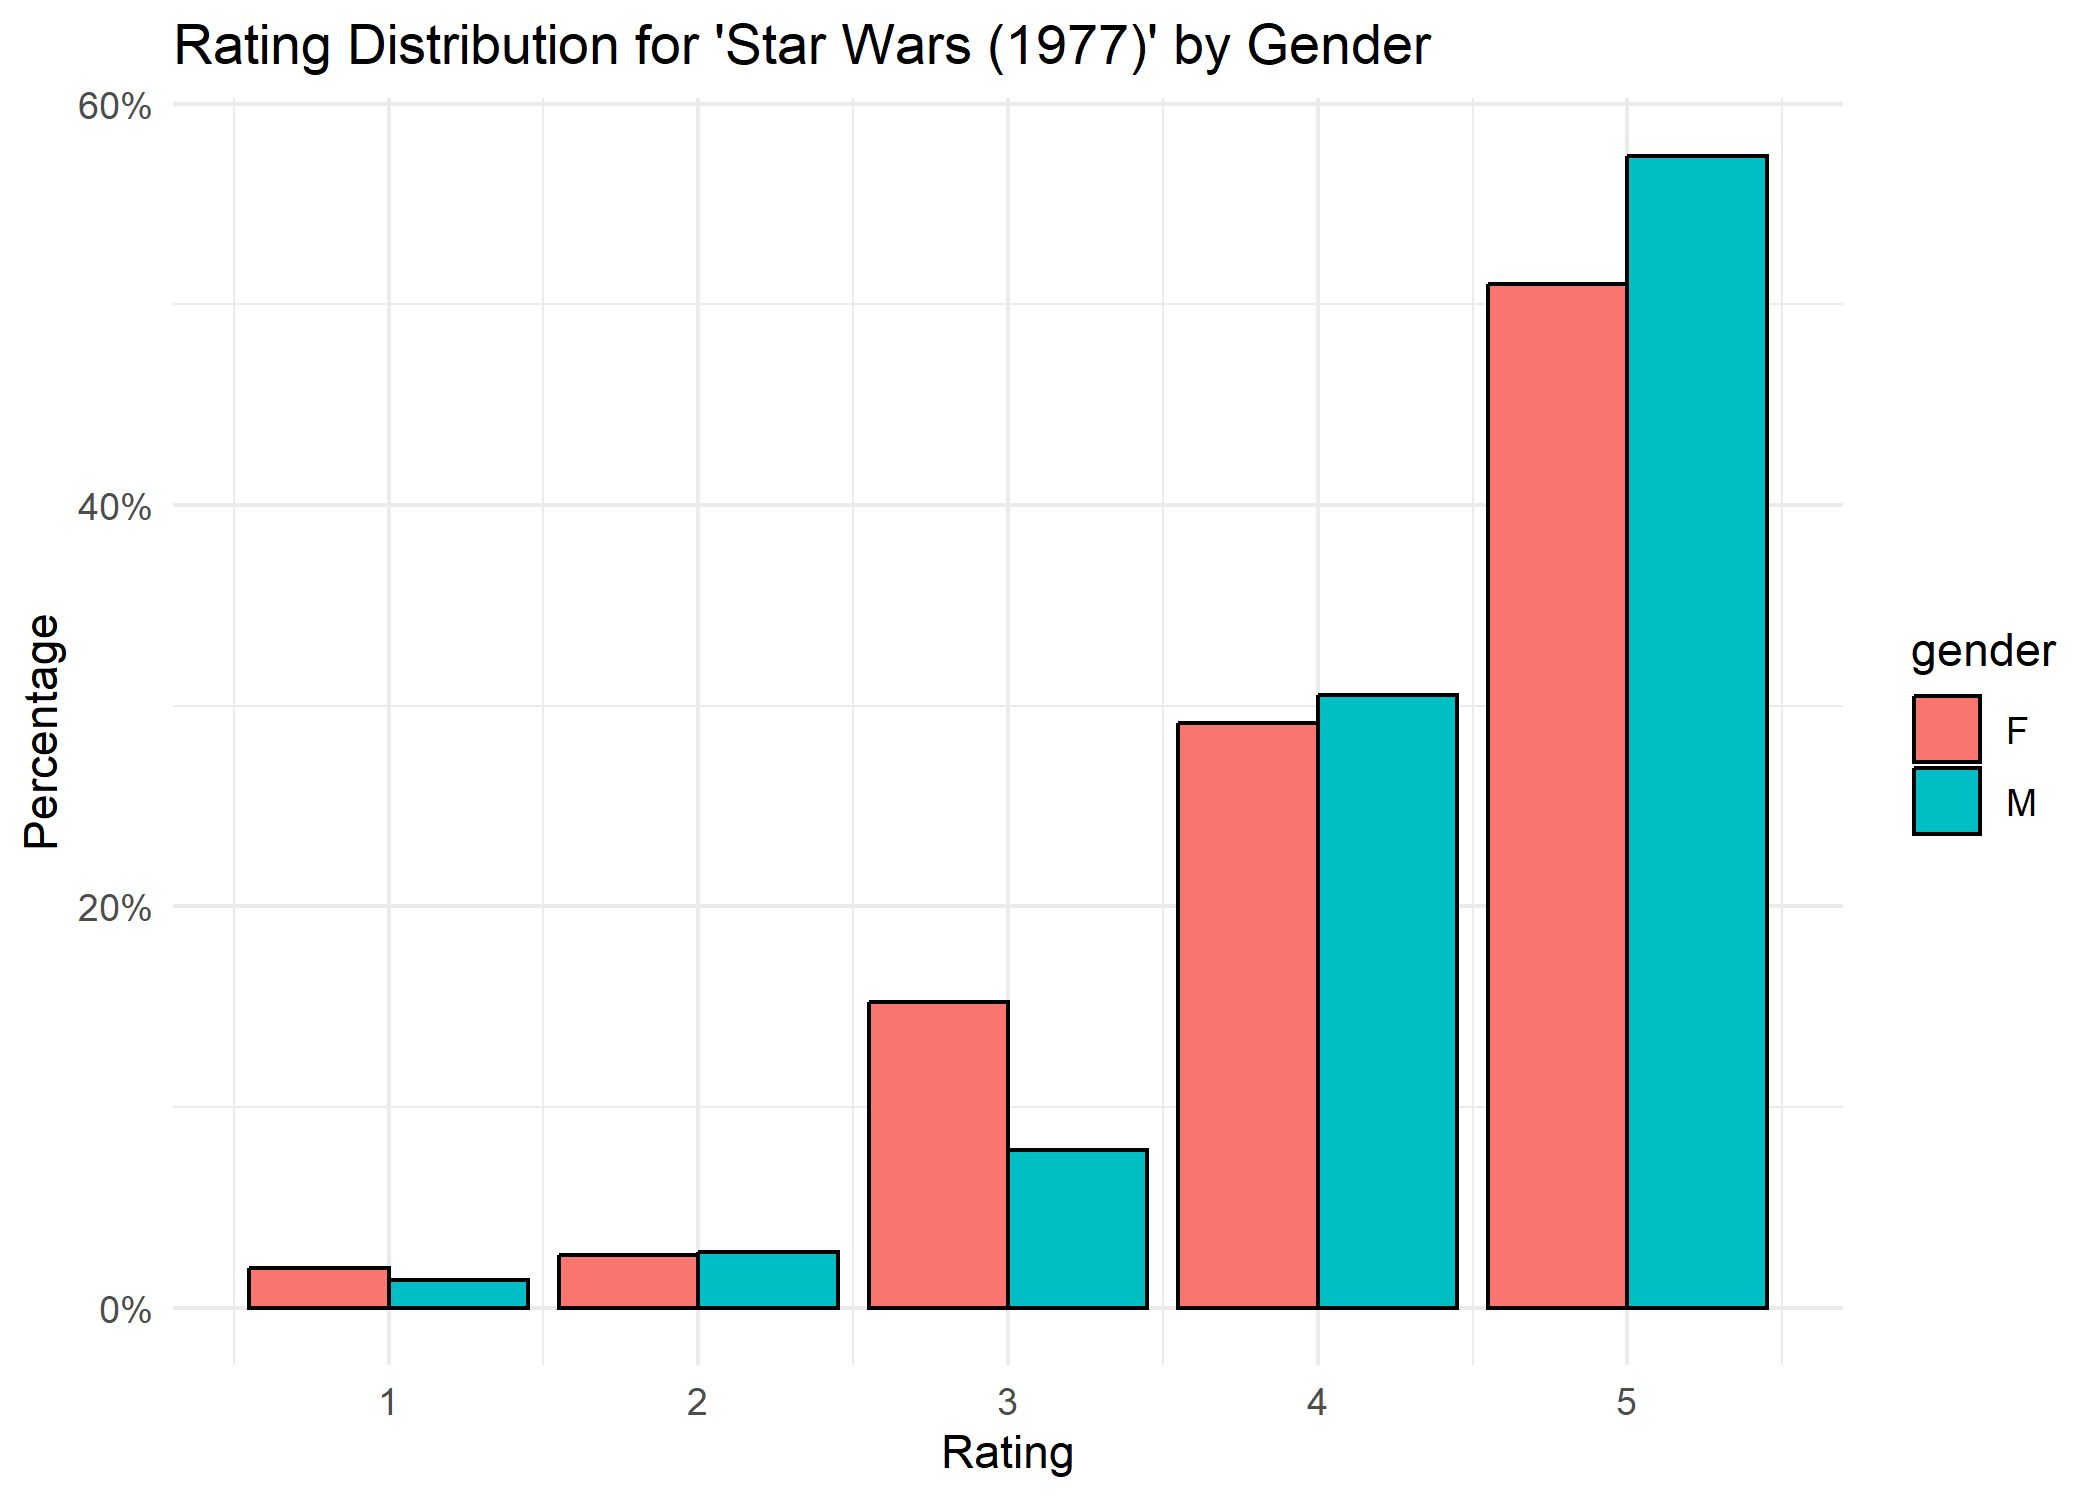 Rating Distribution for 'Star Wars (1977)' by Gender
60%
40%
20%
0%
Percentage
1 2 3 4 5
Rating
gender
F
M